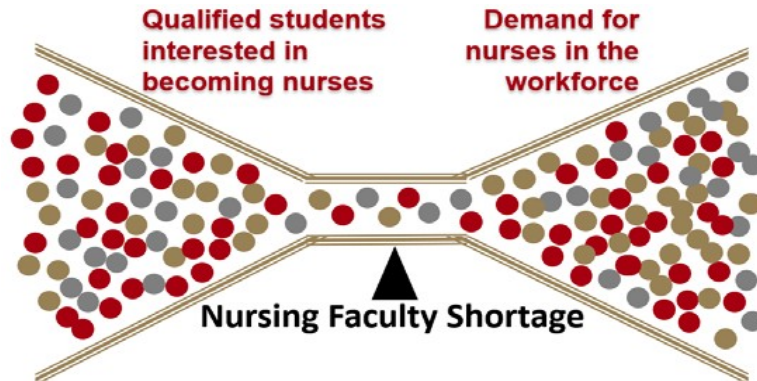 Qualified students
interested in
becoming nurses
Demand for
nurses in the
workforce
Nursing Faculty Shortage